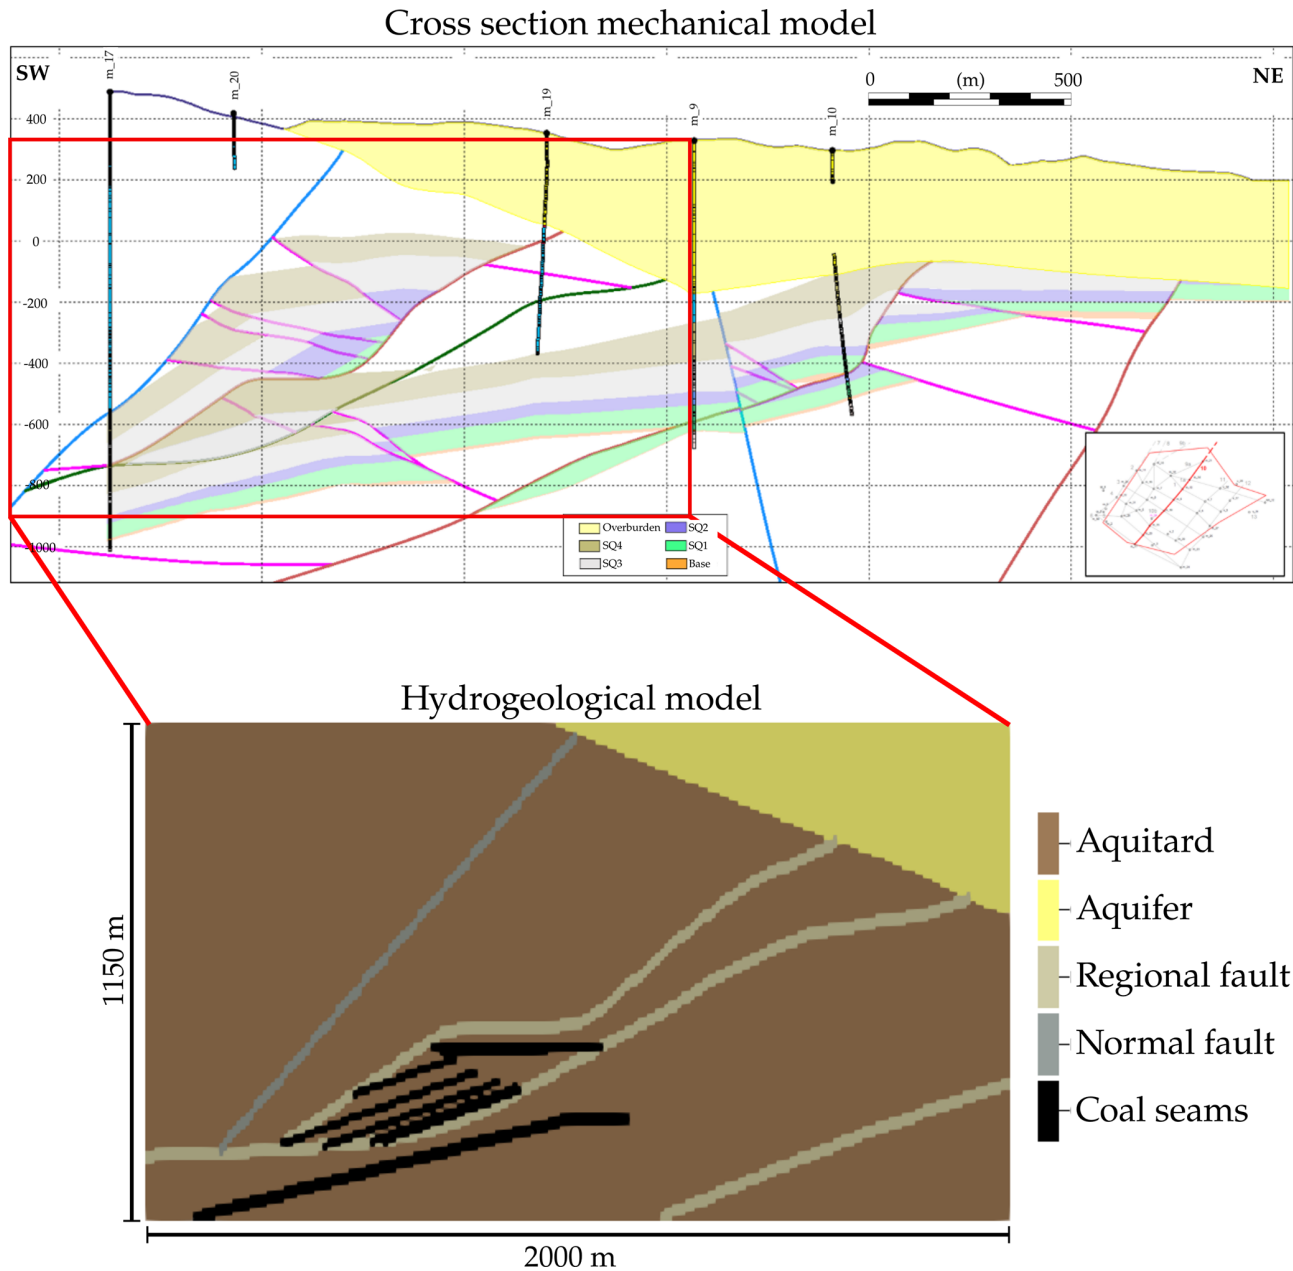 Cross section mechanical model
SW
m_17
m_20
m_19
m_9
m_10
0 (m) 500
NE
400
200
0
-200
-400
-600
-800
-1000
Overburden
SQ2
SQ4
SQ1
SQ3
Base
Hydrogeological model
1150 m
2000 m
Aquitard
Aquifer
Regional fault
Normal fault
Coal seams